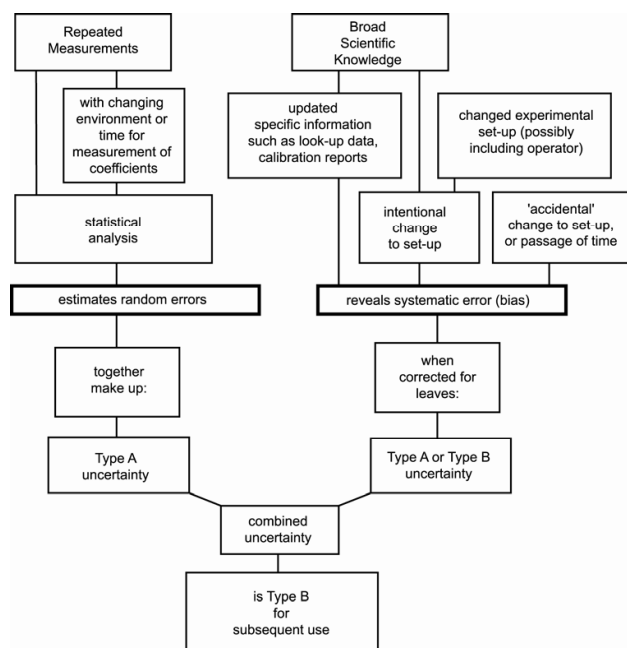 Repeated
Measurements
Broad
Scientific
Knowledge
with changing
environment or
time for
measurement of
coefficients
updated
specific information
such as look-up data,
calibration reports
changed experimental
set-up (possibly
including operator)
statistical
analysis
intentional
change
to set-up
'accidental'
change to set-up,
or passage of time
estimates random errors
reveals systematic error (bias)
together
make up:
when
corrected for
leaves:
Type A
uncertainty
Type A or Type B
uncertainty
combined
uncertainty
is Type B
for
subsequent use